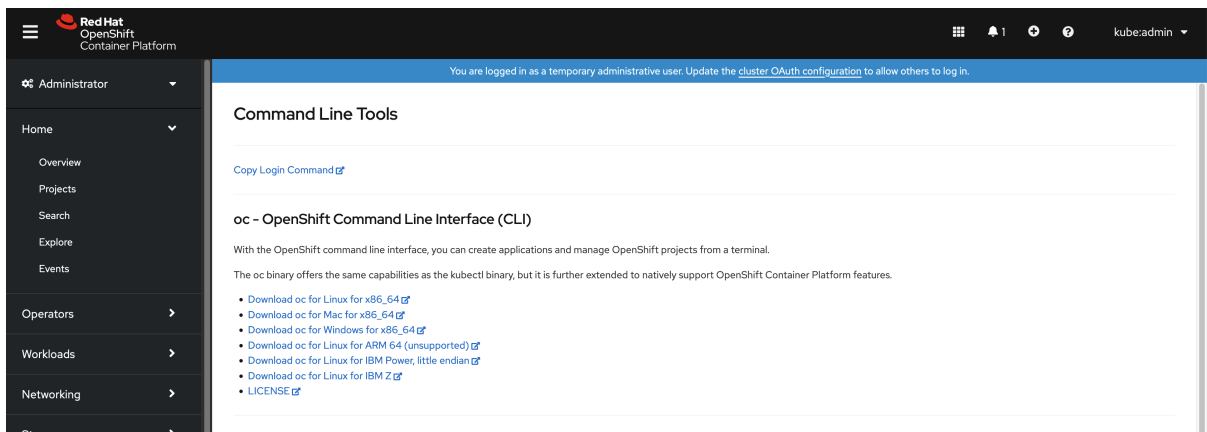 Red Hat
OpenShift
Container Platform
1
kube:admin
Administrator
You are logged in as a temporary administrative user. Update the cluster OAuth configuration to allow others to log in.
Home
Overview
Projects
Search
Explore
Events
Operators
Workloads
Networking
Command Line Tools
Copy Login Command
oc - OpenShift Command Line Interface (CLI)
With the OpenShift command line interface, you can create applications and manage OpenShift projects from a terminal.
The oc binary offers the same capabilities as the kubectl binary, but it is further extended to natively support OpenShift Container Platform features.
Download oc for Linux for x86_64
Download oc for Mac for x86_64
Download oc for Windows for x86_64
Download oc for Linux for ARM 64 (unsupported)
Download oc for Linux for IBM Power, little endian
Download oc for Linux for IBM Z
LICENSE